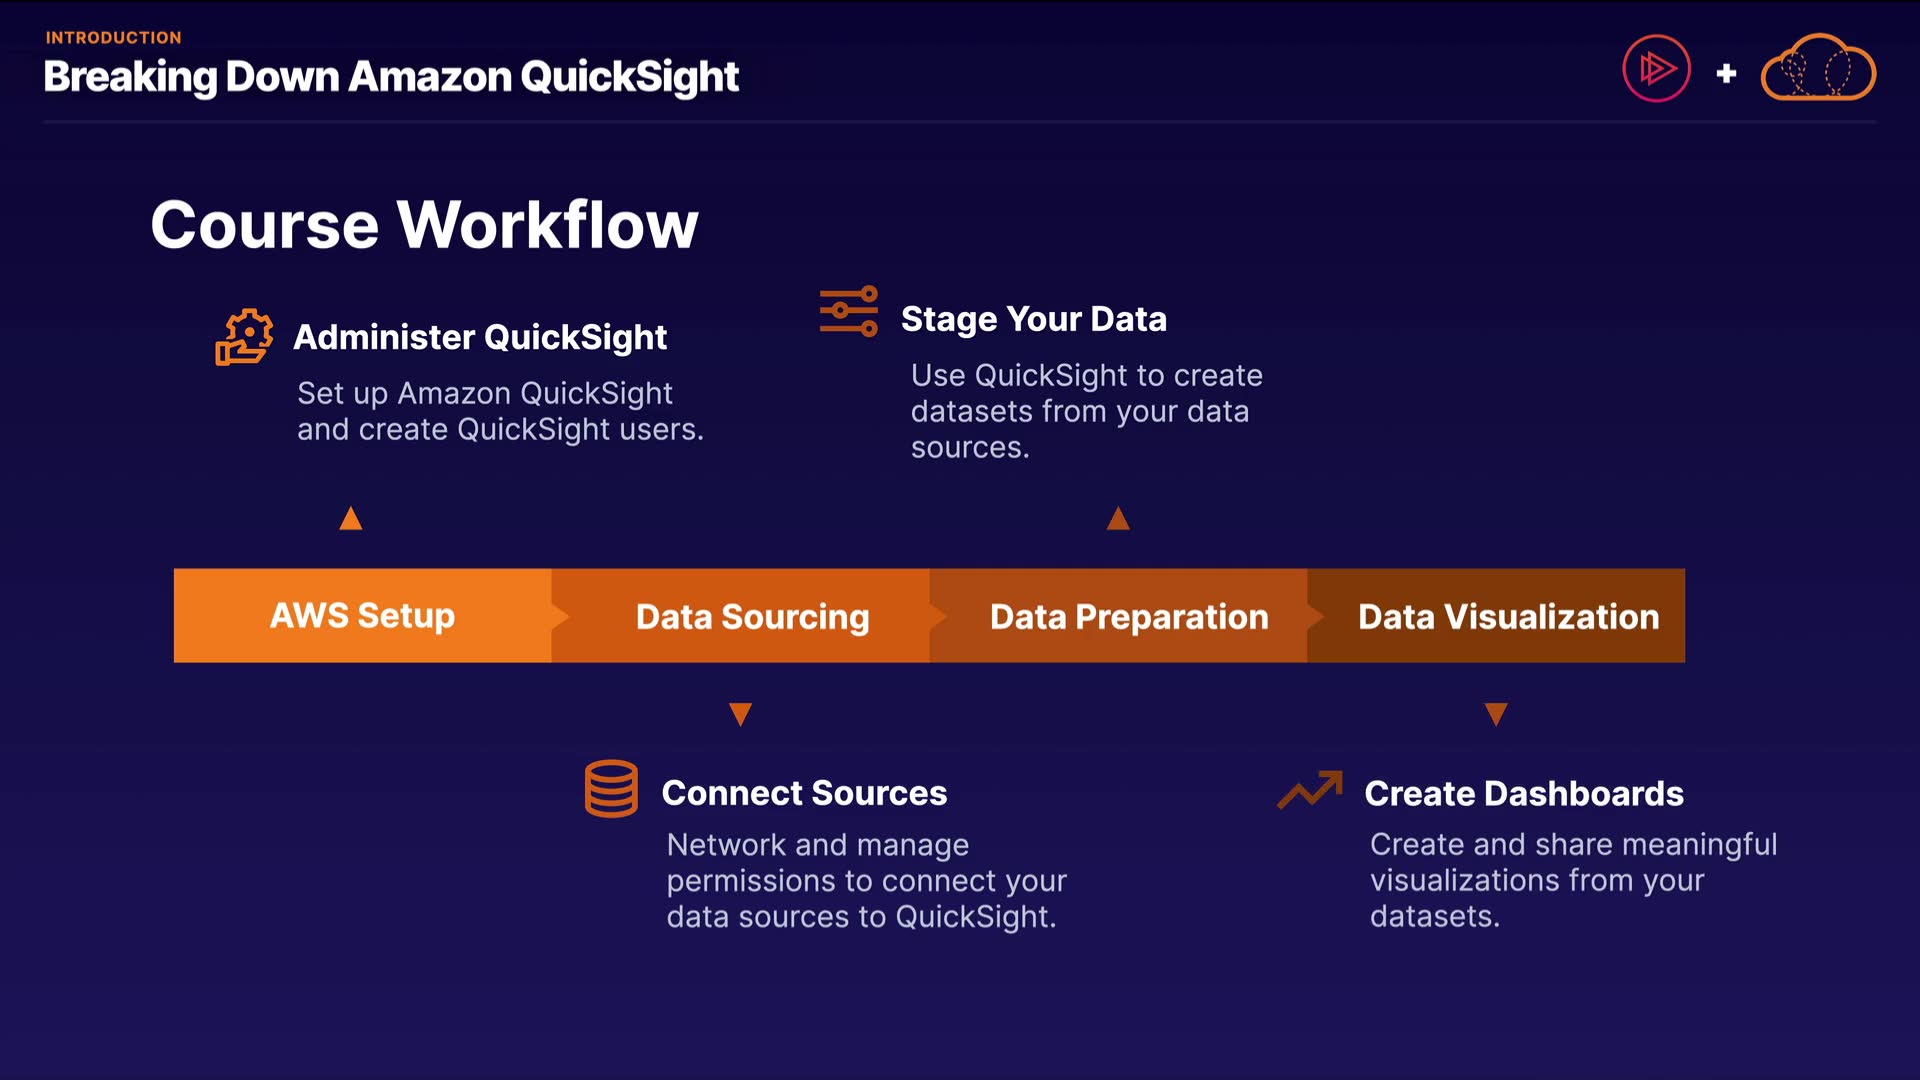 INTRODUCTION
Breaking Down Amazon QuickSight
+
Course Workflow
Administer QuickSight
Set up Amazon QuickSight
and create QuickSight users.
Stage Your Data
Use QuickSight to create
datasets from your data
sources.
AWS Setup
Data Sourcing
Data Preparation
Data Visualization
Connect Sources
Network and manage
permissions to connect your
data sources to QuickSight.
Create Dashboards
Create and share meaningful
visualizations from your
datasets.